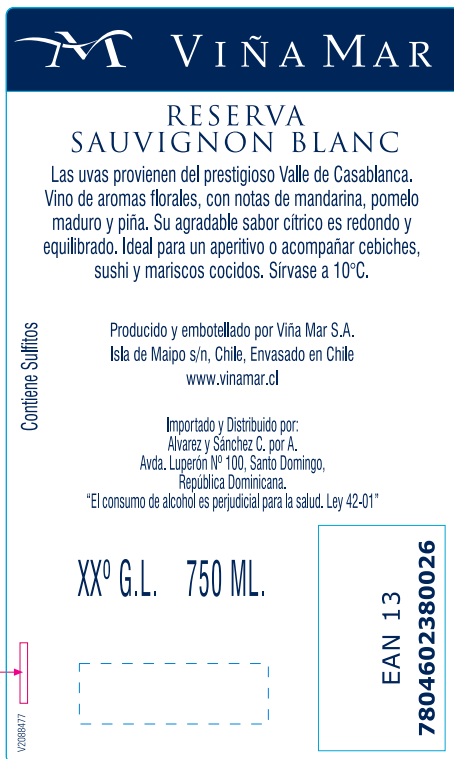 VIÑA MAR
RESERVA
SAUVIGNON BLANC
Las uvas provienen del prestigioso Valle de Casablanca.
Vino de aromas florales, con notas de mandarina, pomelo
maduro y piña. Su agradable sabor cítrico es redondo y
equilibrado. Ideal para un aperitivo o acompañar cebiches,
sushi y mariscos cocidos. Sírvase a 10°C.
Contiene Sulfitos
Producido y embotellado por Viña Mar S.A.
Isla de Maipo s/n, Chile, Envasado en Chile
www.vinamar.cl
Importado y Distribuido por:
Alvarez y Sánchez C. por A.
Avda. Luperón Nº 100, Santo Domingo,
República Dominicana.
“El consumo de alcohol es perjudicial para la salud. Ley 42-01”
XXº G.L. 750 ML.
EAN 13
7804602380026
V2088477